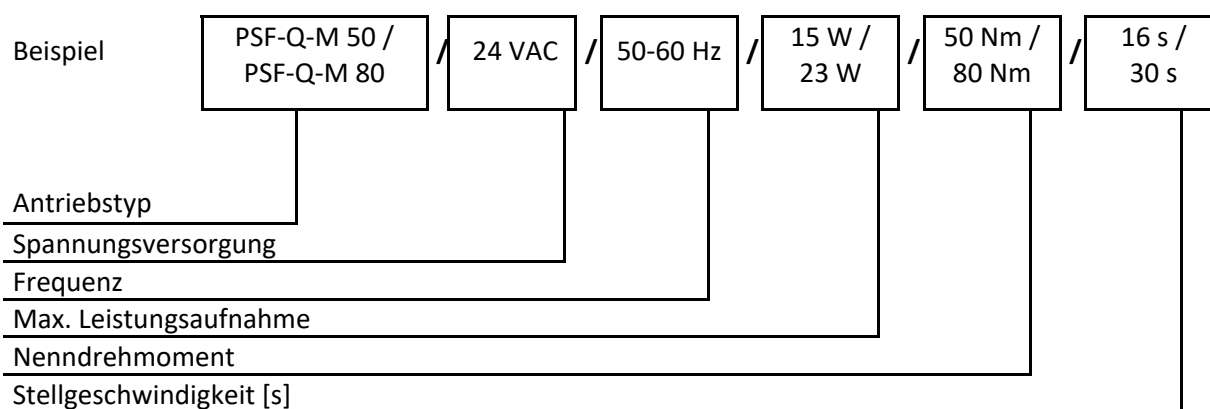 Beispiel
PSF-Q-M 50 /
PSF-Q-M 80
/
24 VAC
/
50-60 Hz
/
15 W /
23 W
/
50 Nm /
80 Nm
/
16 s /
30 s
Antriebstyp
Spannungsversorgung
Frequenz
Max. Leistungsaufnahme
Nenndrehmoment
Stellgeschwindigkeit [s]